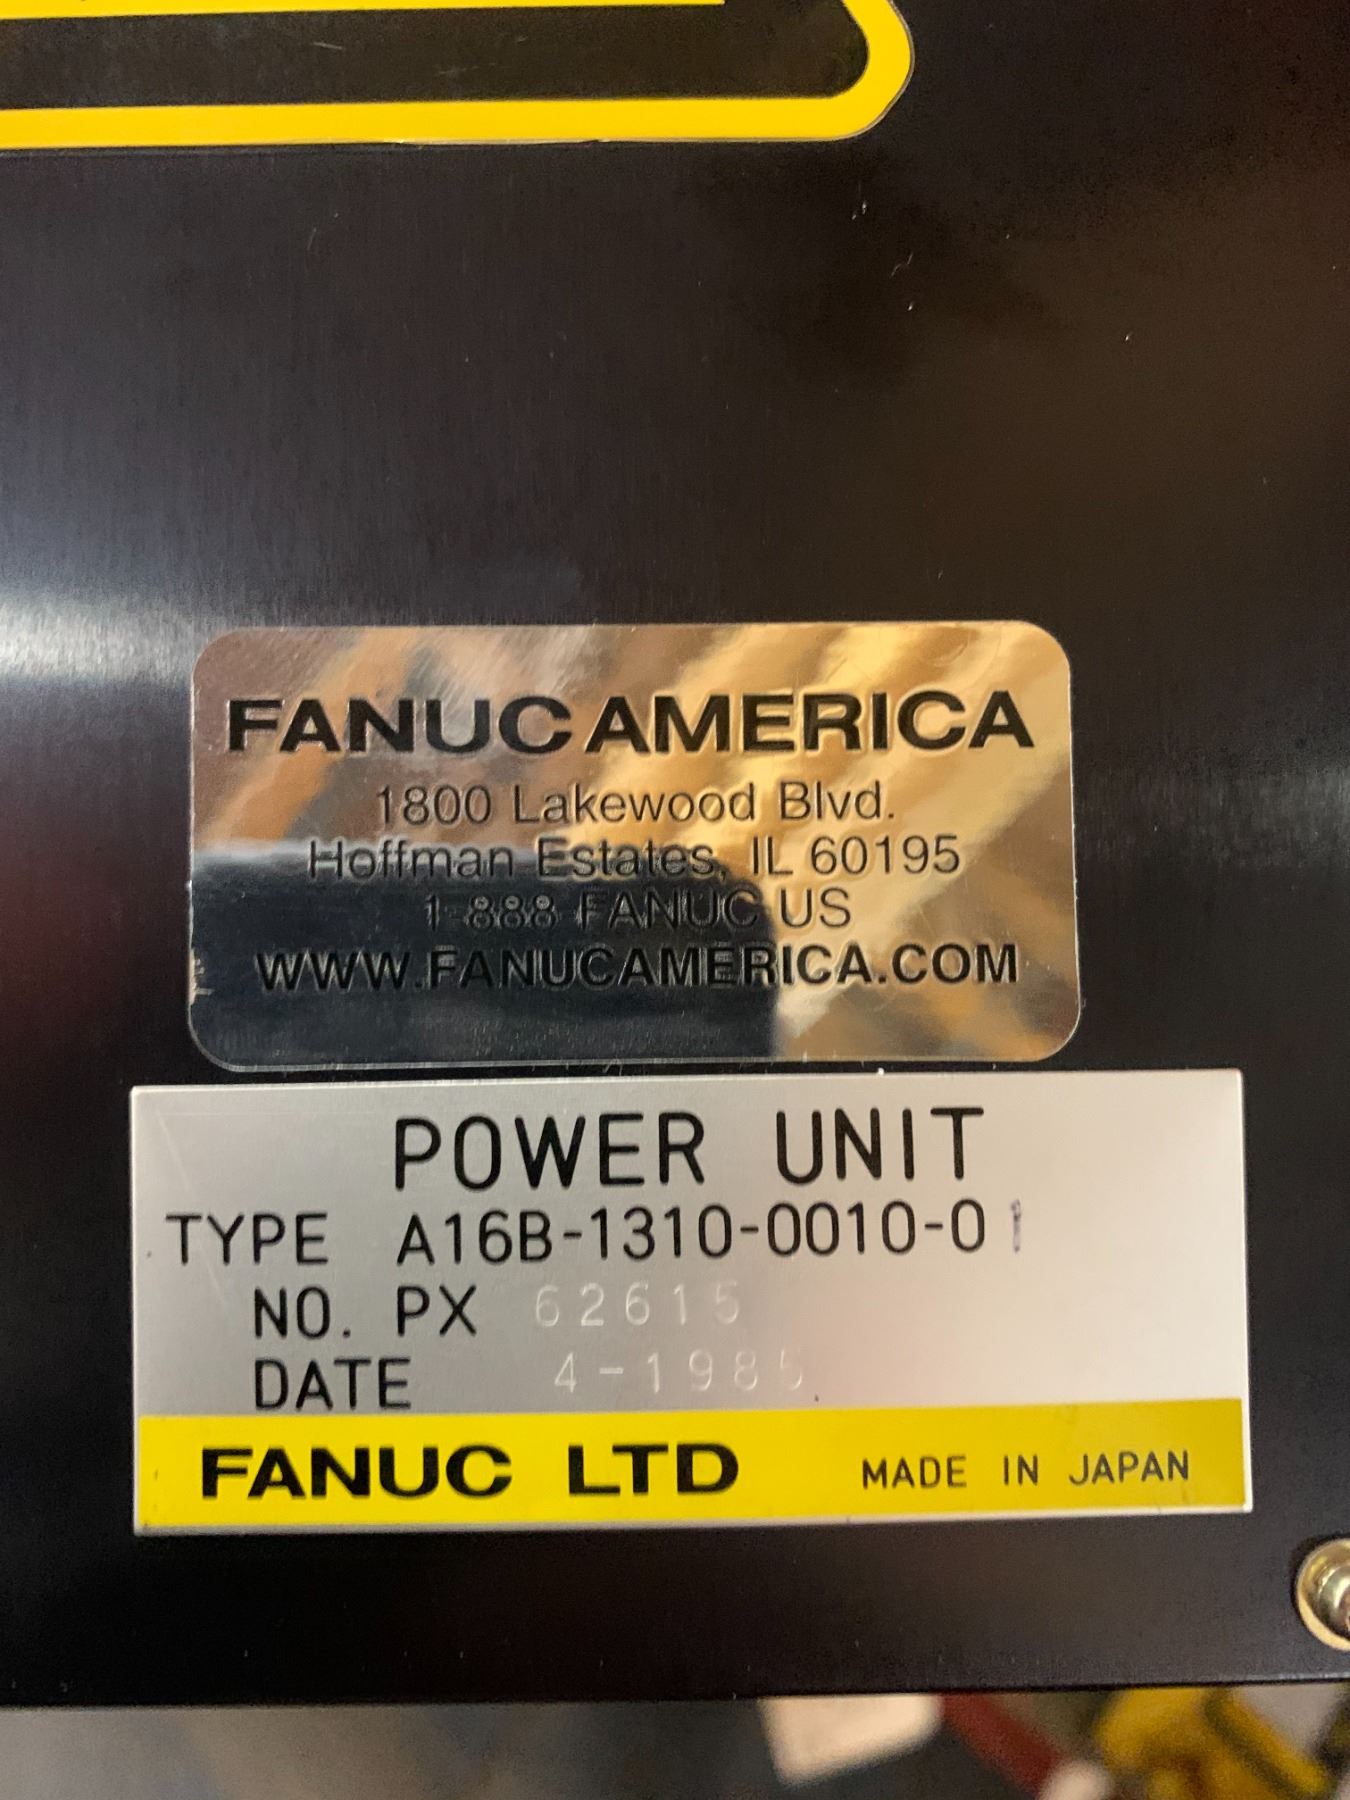 FANUC AMERICA
1800 Lakewood Blvd.
Hoffman Estates, IL 60195
1-888 FANUC US
WWW.FANUCAMERICA.COM
POWER UNIT
TYPE A16B-1310-0010-01
NO. PX 62615
DATE 4-1985
FANUC LTD MADE IN JAPAN